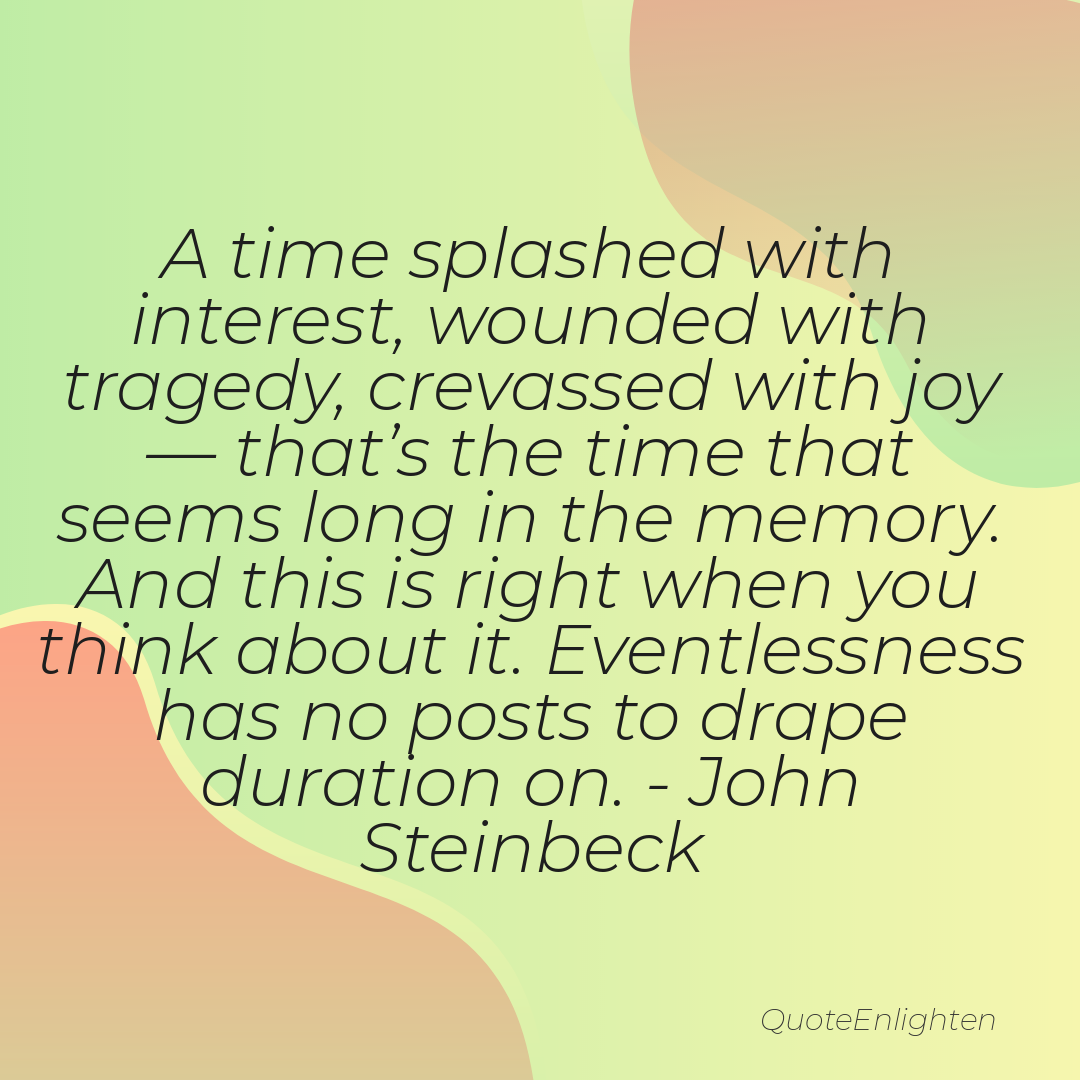 A time splashed with
interest, wounded with
tragedy, crevassed with joy
— that’s the time that
seems long in the memory.
And this is right when you
think about it. Eventlessness
has no posts to drape
duration on. - John
Steinbeck
QuoteEnlighten